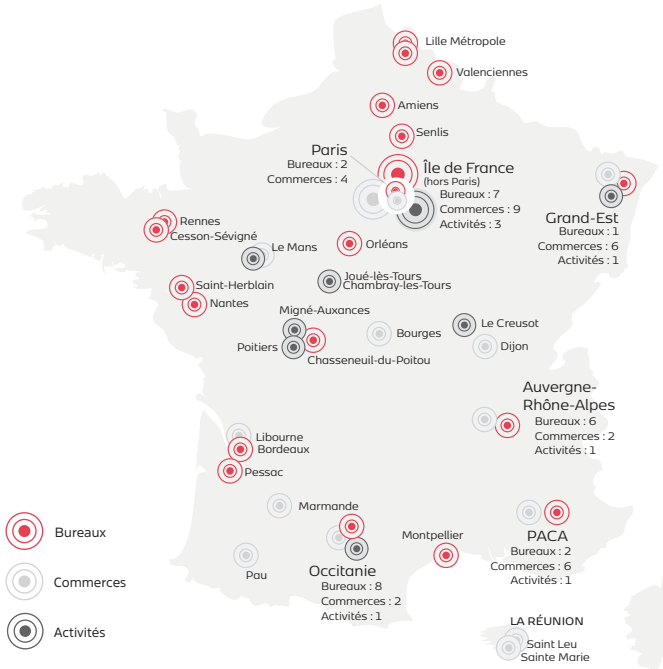 Lille Métropole
Valenciennes
Amiens
Senlis
Paris
Bureaux : 2
Commerces : 4
Île de France
(hors Paris)
Bureaux : 7
Commerces : 9
Activités : 3
Grand-Est
Bureaux : 1
Commerces : 6
Activités : 1
Rennes
Cesson-Sévigné
Le Mans
Orléans
Saint-Herblain
Nantes
Joué-lès-Tours
Chambray-les-Tours
Migné-Auxances
Poitiers
Chasseneuil-du-Poitou
Bourges
Le Creusot
Dijon
Auvergne-
Rhône-Alpes
Bureaux : 6
Commerces : 2
Activités : 1
Libourne
Bordeaux
Pessac
Marmande
Pau
Occitanie
Bureaux : 8
Commerces : 2
Activités : 1
Montpellier
PACA
Bureaux : 2
Commerces : 6
Activités : 1
LA RÉUNION
Saint Leu
Sainte Marie
Bureaux
Commerces
Activités